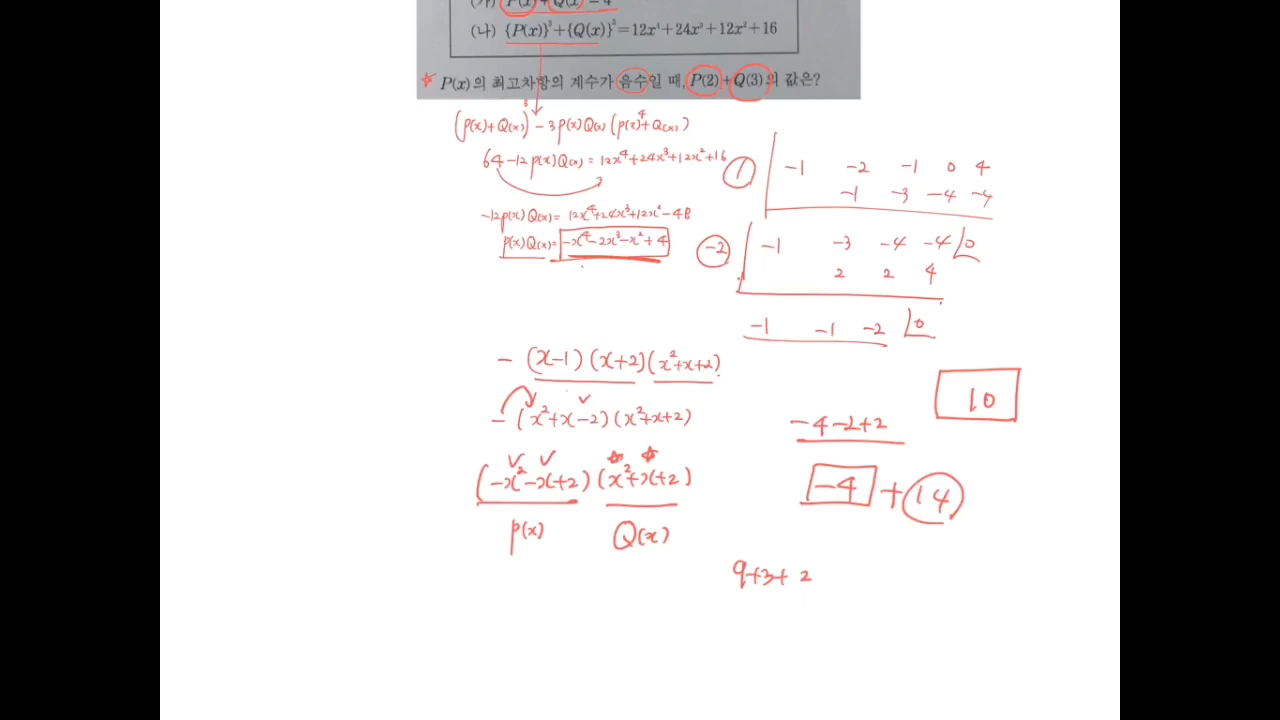 (가) P(x)+Q(x)=4
(나) {P(x)}³+{Q(x)}³=12x⁴+24x³+12x²+16
☆ P(x)의 최고차항의 계수가 음수일 때, P(2)+Q(3)의 값은?
(p(x)+Q(x))³ - 3p(x)Q(x)(p(x)+Q(x))
4
64-12p(x)Q(x) = 12x⁴+24x³+12x²+16
-12p(x)Q(x) = 12x⁴+24x³+12x²-48
p(x)Q(x) = -x⁴-2x³-x²+4
1 -1 -2 -1 0 4
-1 -3 -4 -4
-2 -1 -3 -4 -4 0
2 2 4
-1 -1 -2 0
-(x-1)(x+2)(x²+x+2)
-(x²+x-2)(x²+x+2)
(-x²-x+2)(x²+x+2)
p(x) Q(x)
10
-4-2+2
-4 + 14
9+3+2